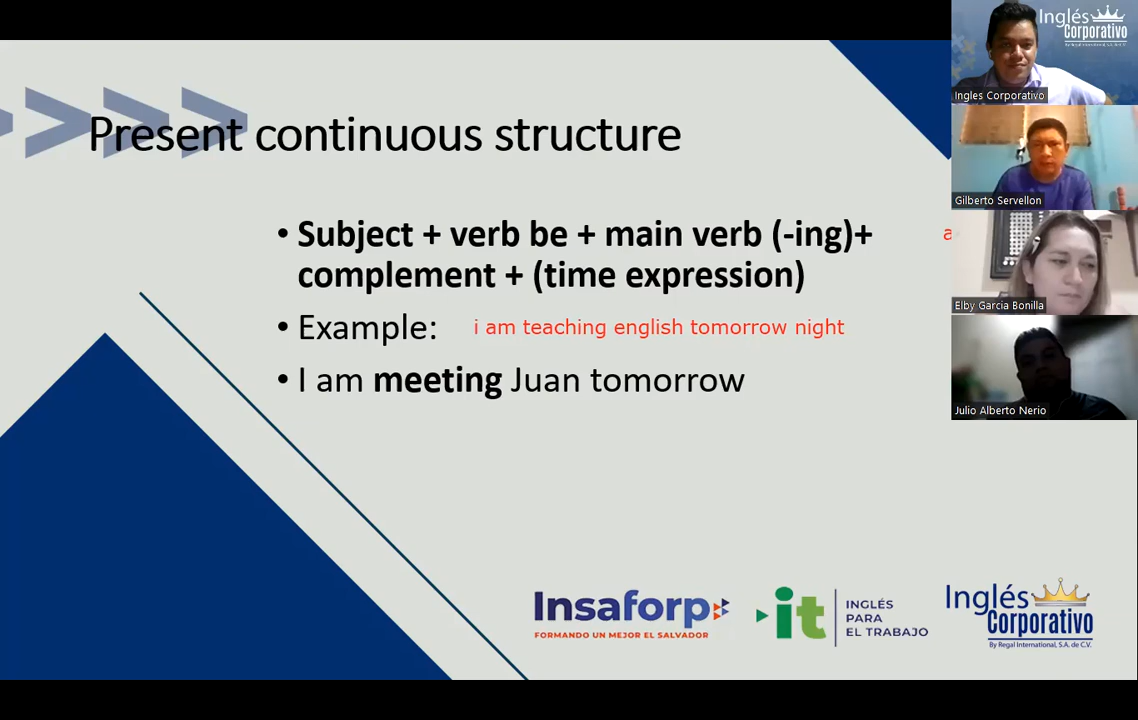 Present continuous structure
• Subject + verb be + main verb (-ing)+
complement + (time expression)
• Example:
i am teaching english tomorrow night
• I am meeting Juan tomorrow
a
Inglés
Corporativo
By Regal International, S.A. de C.V.
Ingles Corporativo
Gilberto Servellon
Elby Garcia Bonilla
Julio Alberto Nerio
Insaforp
FORMANDO UN MEJOR EL SALVADOR
it
INGLÉS
PARA
EL TRABAJO
Inglés
Corporativo
By Regal International, S.A. de C.V.